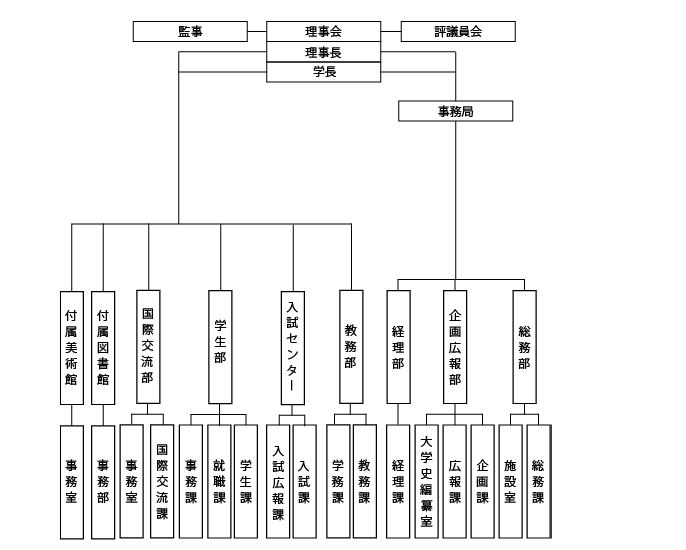 監事
理事会
評議員会
理事長
学長
事務局
付属美術館
付属図書館
国際交流部
学生部
入試センター
教務部
経理部
企画広報部
総務部
事務室
事務部
事務室
国際交流課
事務課
就職課
学生課
入試広報課
入試課
学務課
教務課
経理課
大学史編纂室
広報課
企画課
施設室
総務課